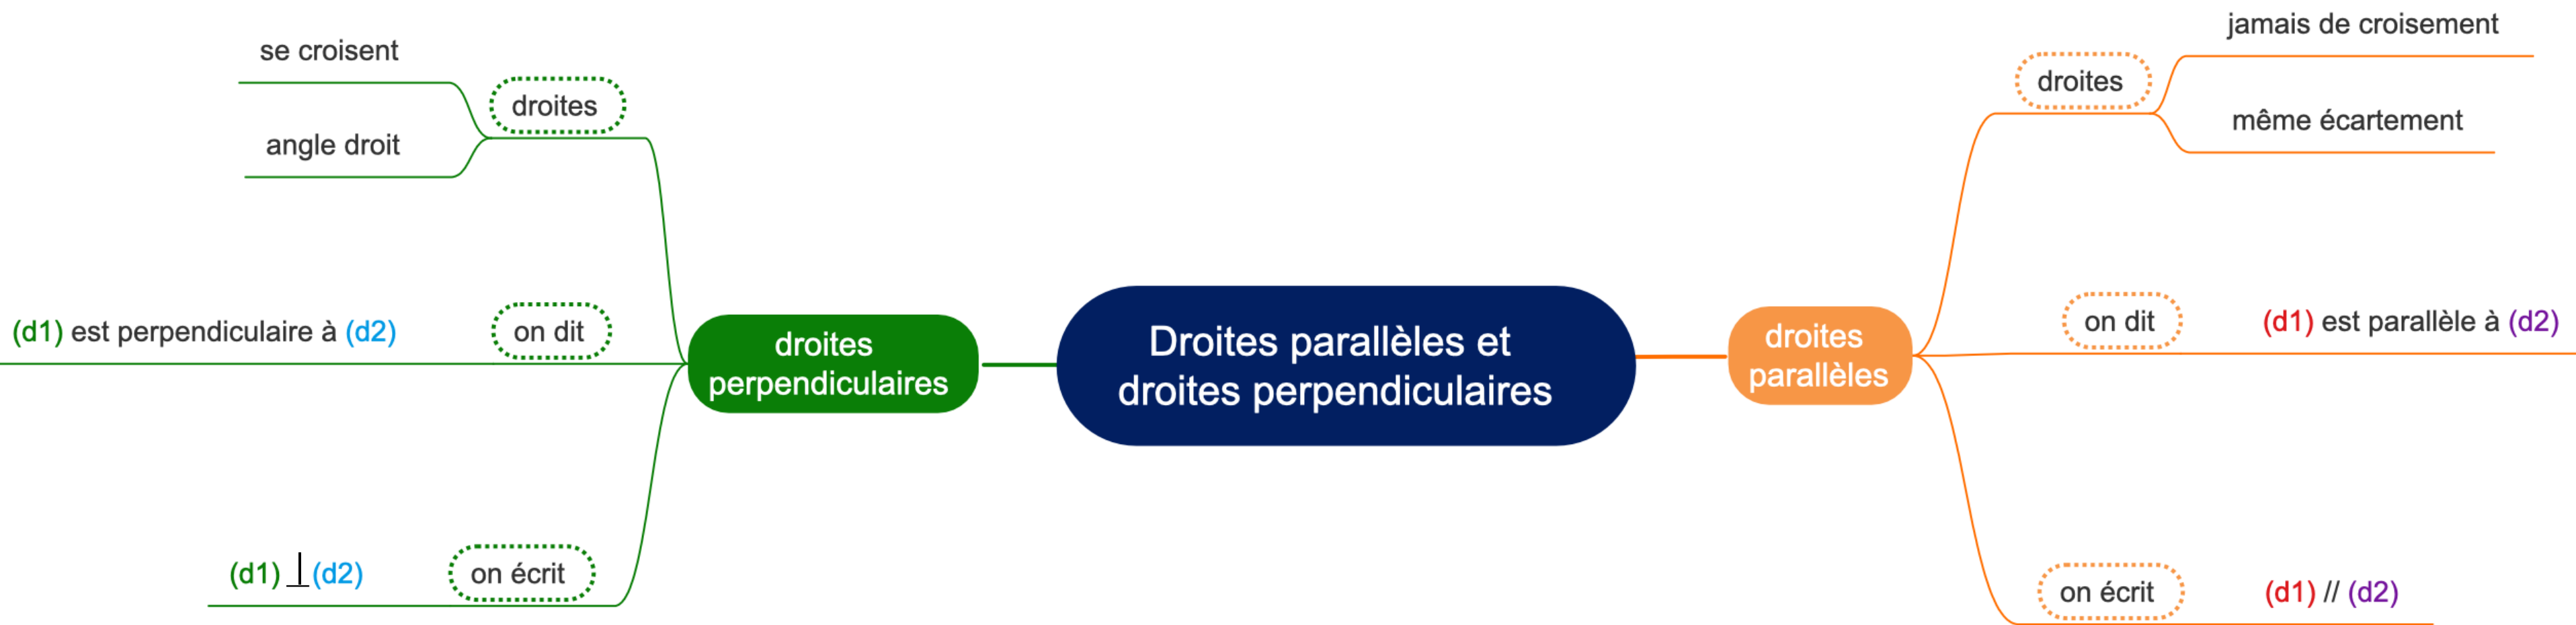 se croisent
angle droit
droites
(d1) est perpendiculaire à (d2)
on dit
(d1) ⊥ (d2)
on écrit
droites
perpendiculaires
Droites parallèles et
droites perpendiculaires
droites
parallèles
droites
jamais de croisement
même écartement
on dit
(d1) est parallèle à (d2)
on écrit
(d1) // (d2)